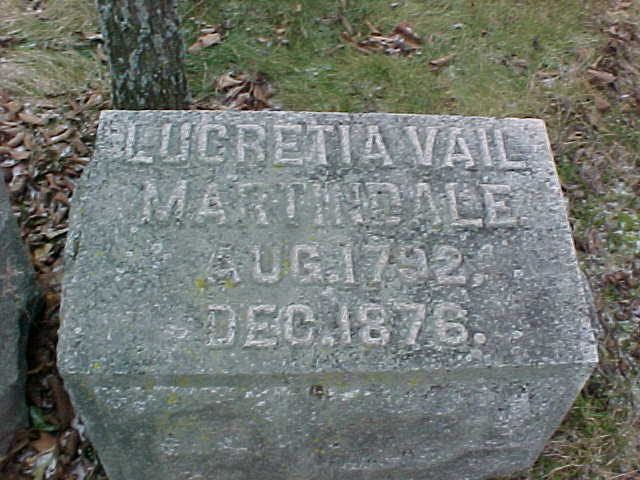 LUCRETIA VAIL
MARTINDALE
AUG. 1792,
DEC. 1876.